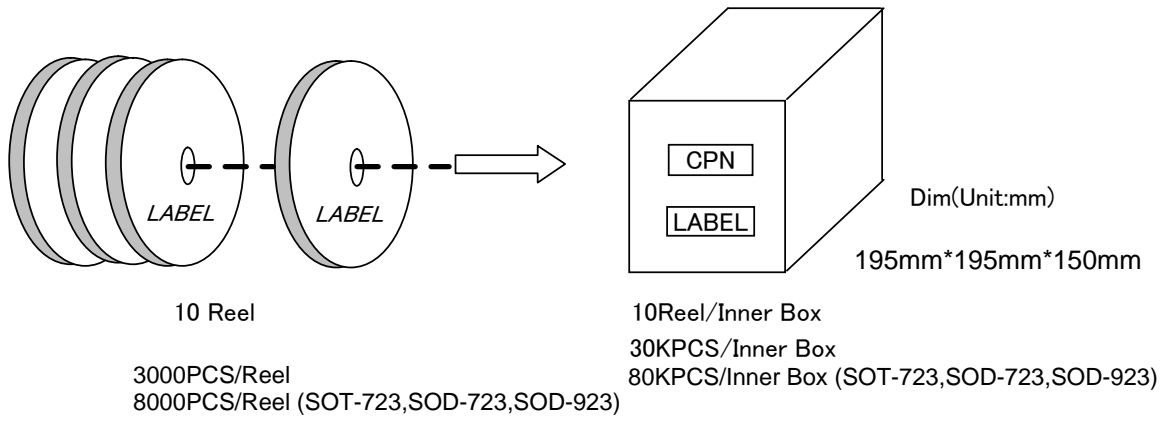 LABEL
LABEL
CPN
LABEL
Dim(Unit:mm)
195mm*195mm*150mm
10 Reel
10Reel/Inner Box
30KPCS/Inner Box
3000PCS/Reel
80KPCS/Inner Box (SOT-723,SOD-723,SOD-923)
8000PCS/Reel (SOT-723,SOD-723,SOD-923)